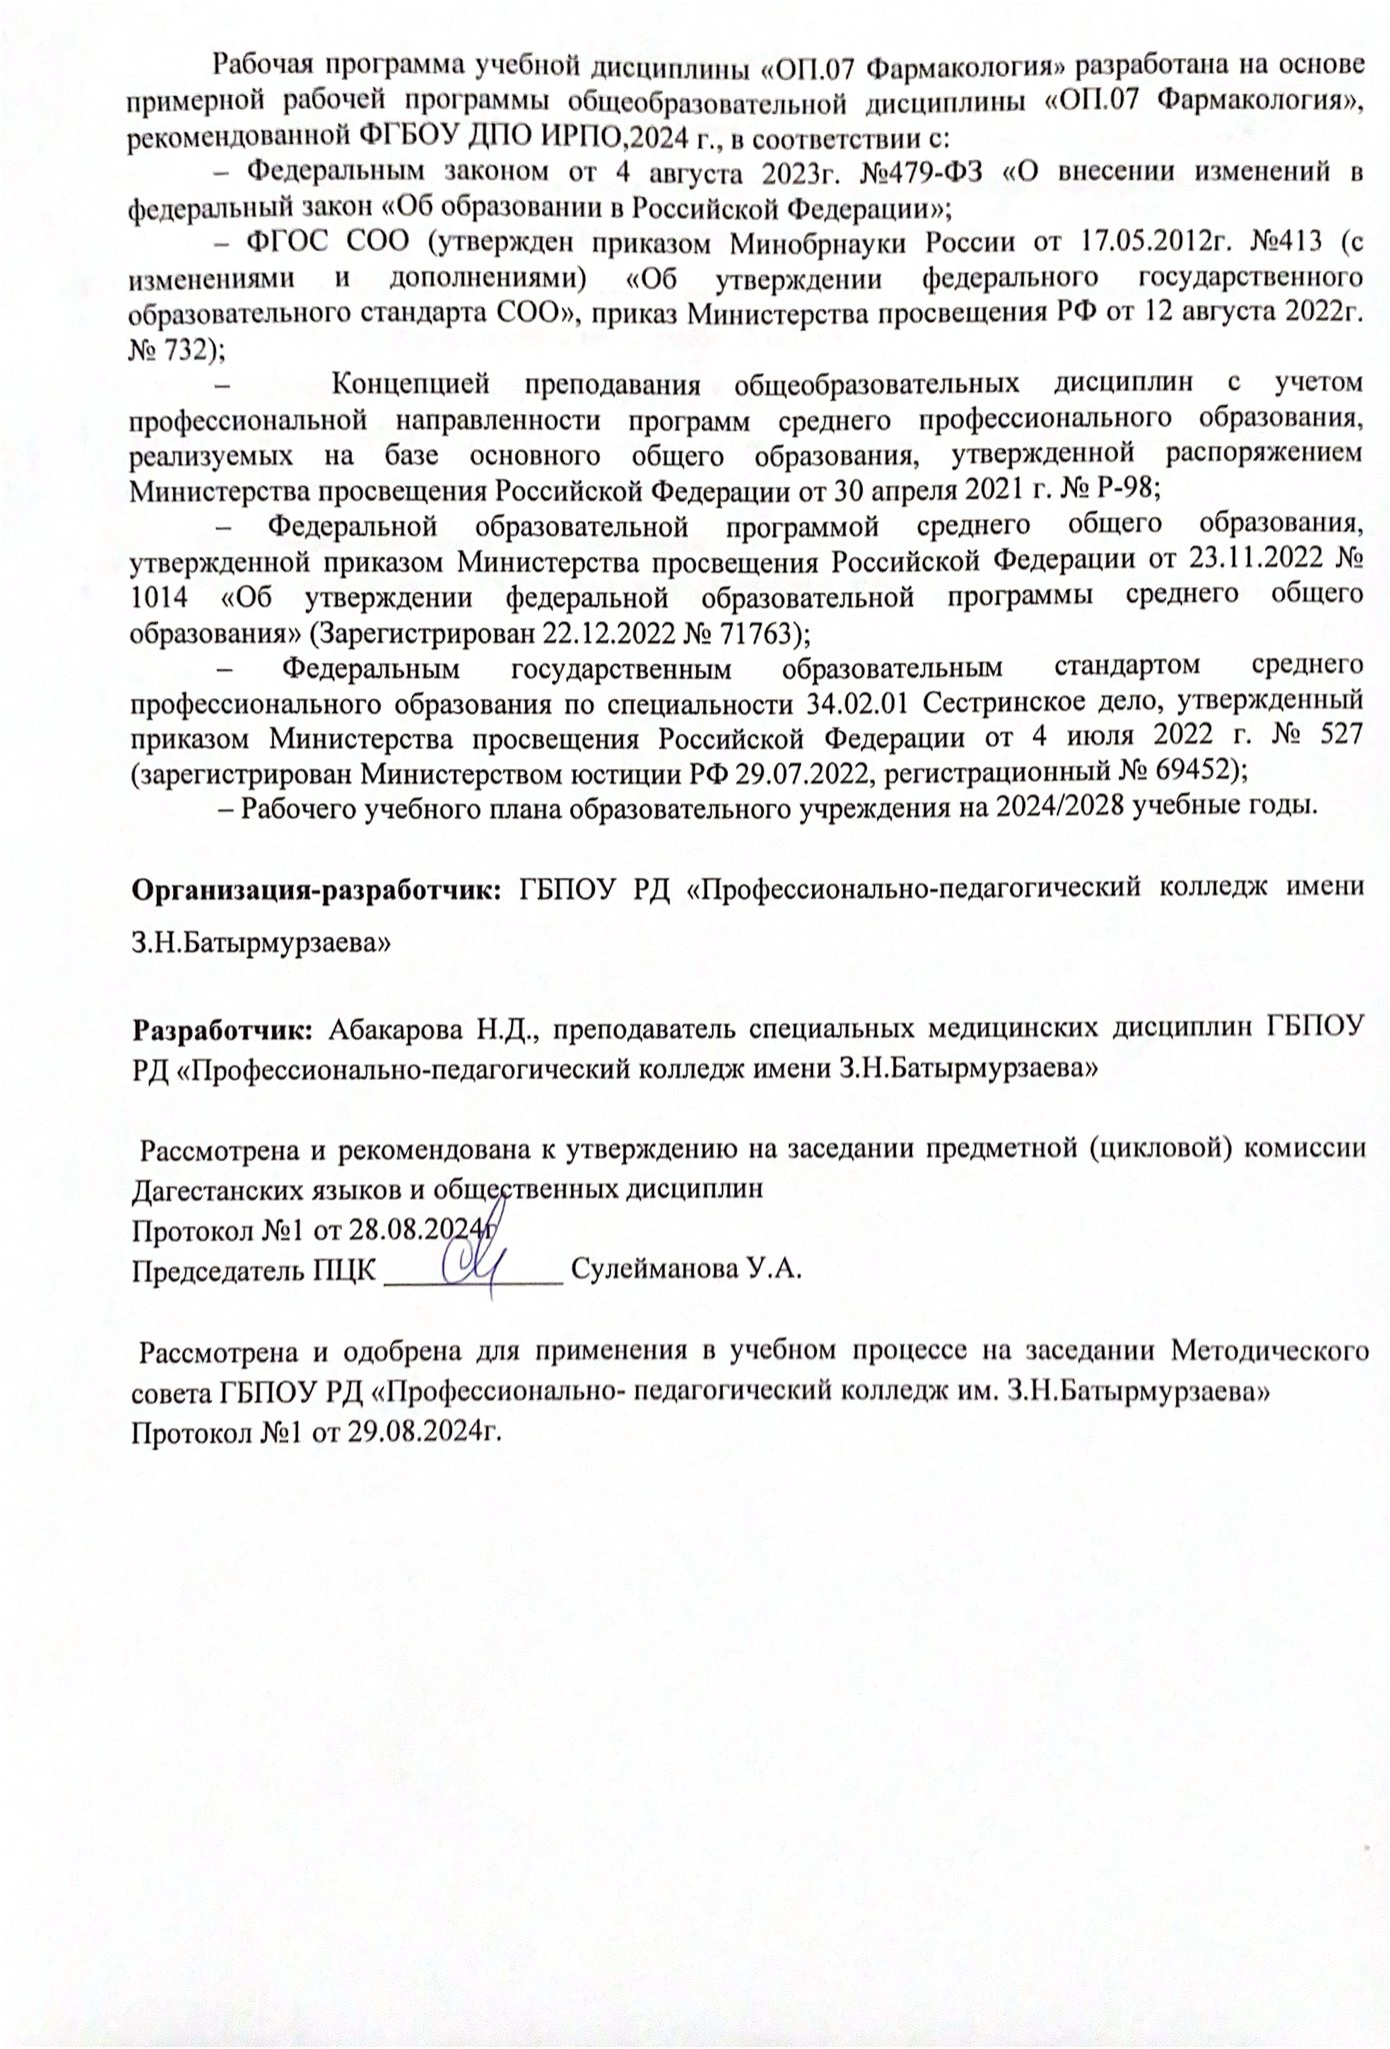 Рабочая программа учебной дисциплины «ОП.07 Фармакология» разработана на основе
примерной рабочей программы общеобразовательной дисциплины «ОП.07 Фармакология»,
рекомендованной ФГБОУ ДПО ИРПО,2024 г., в соответствии с:
– Федеральным законом от 4 августа 2023г. №479-ФЗ «О внесении изменений в
федеральный закон «Об образовании в Российской Федерации»;
– ФГОС СОО (утвержден приказом Минобрнауки России от 17.05.2012г. №413 (с
изменениями и дополнениями) «Об утверждении федерального государственного
образовательного стандарта СОО», приказ Министерства просвещения РФ от 12 августа 2022г.
№ 732);
– Концепцией преподавания общеобразовательных дисциплин с учетом
профессиональной направленности программ среднего профессионального образования,
реализуемых на базе основного общего образования, утвержденной распоряжением
Министерства просвещения Российской Федерации от 30 апреля 2021 г. № Р-98;
– Федеральной образовательной программой среднего общего образования,
утвержденной приказом Министерства просвещения Российской Федерации от 23.11.2022 №
1014 «Об утверждении федеральной образовательной программы среднего общего
образования» (Зарегистрирован 22.12.2022 № 71763);
– Федеральным государственным образовательным стандартом среднего
профессионального образования по специальности 34.02.01 Сестринское дело, утвержденный
приказом Министерства просвещения Российской Федерации от 4 июля 2022 г. № 527
(зарегистрирован Министерством юстиции РФ 29.07.2022, регистрационный № 69452);
– Рабочего учебного плана образовательного учреждения на 2024/2028 учебные годы.
Организация-разработчик: ГБПОУ РД «Профессионально-педагогический колледж имени
З.Н.Батырмурзаева»
Разработчик: Абакарова Н.Д., преподаватель специальных медицинских дисциплин ГБПОУ
РД «Профессионально-педагогический колледж имени З.Н.Батырмурзаева»
Рассмотрена и рекомендована к утверждению на заседании предметной (цикловой) комиссии
Дагестанских языков и общественных дисциплин
Протокол №1 от 28.08.2024г
Председатель ПЦК _____________ Сулейманова У.А.
Рассмотрена и одобрена для применения в учебном процессе на заседании Методического
совета ГБПОУ РД «Профессионально- педагогический колледж им. З.Н.Батырмурзаева»
Протокол №1 от 29.08.2024г.